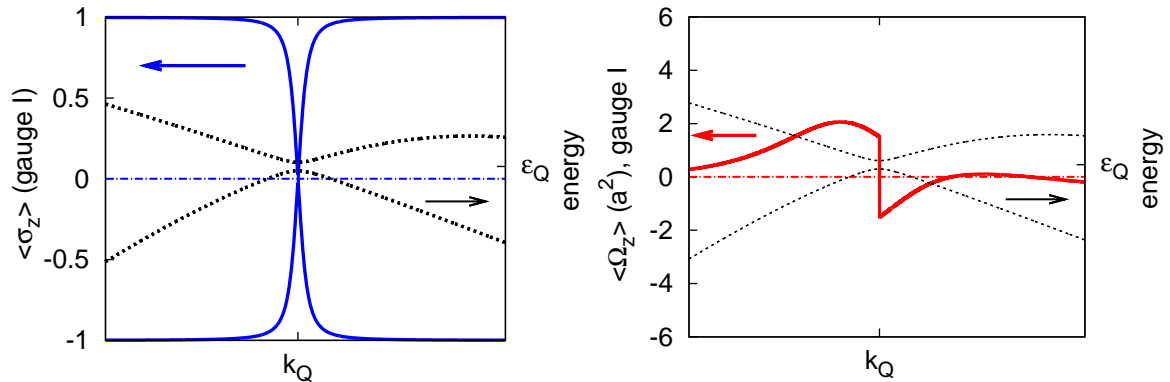 <σz> (gauge I)
1
0.5
0
-0.5
-1
kQ
εQ
energy
<Ωz> (a2), gauge I
6
4
2
0
-2
-4
-6
kQ
εQ
energy